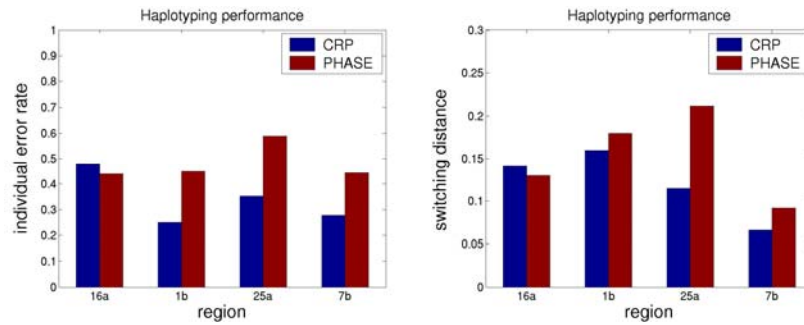 Haplotyping performance
1
0.9
0.8
0.7
0.6
0.5
0.4
0.3
0.2
0.1
0
individual error rate
CRP
PHASE
16a 1b 25a 7b
region
Haplotyping performance
0.3
0.25
0.2
0.15
0.1
0.05
0
switching distance
CRP
PHASE
16a 1b 25a 7b
region